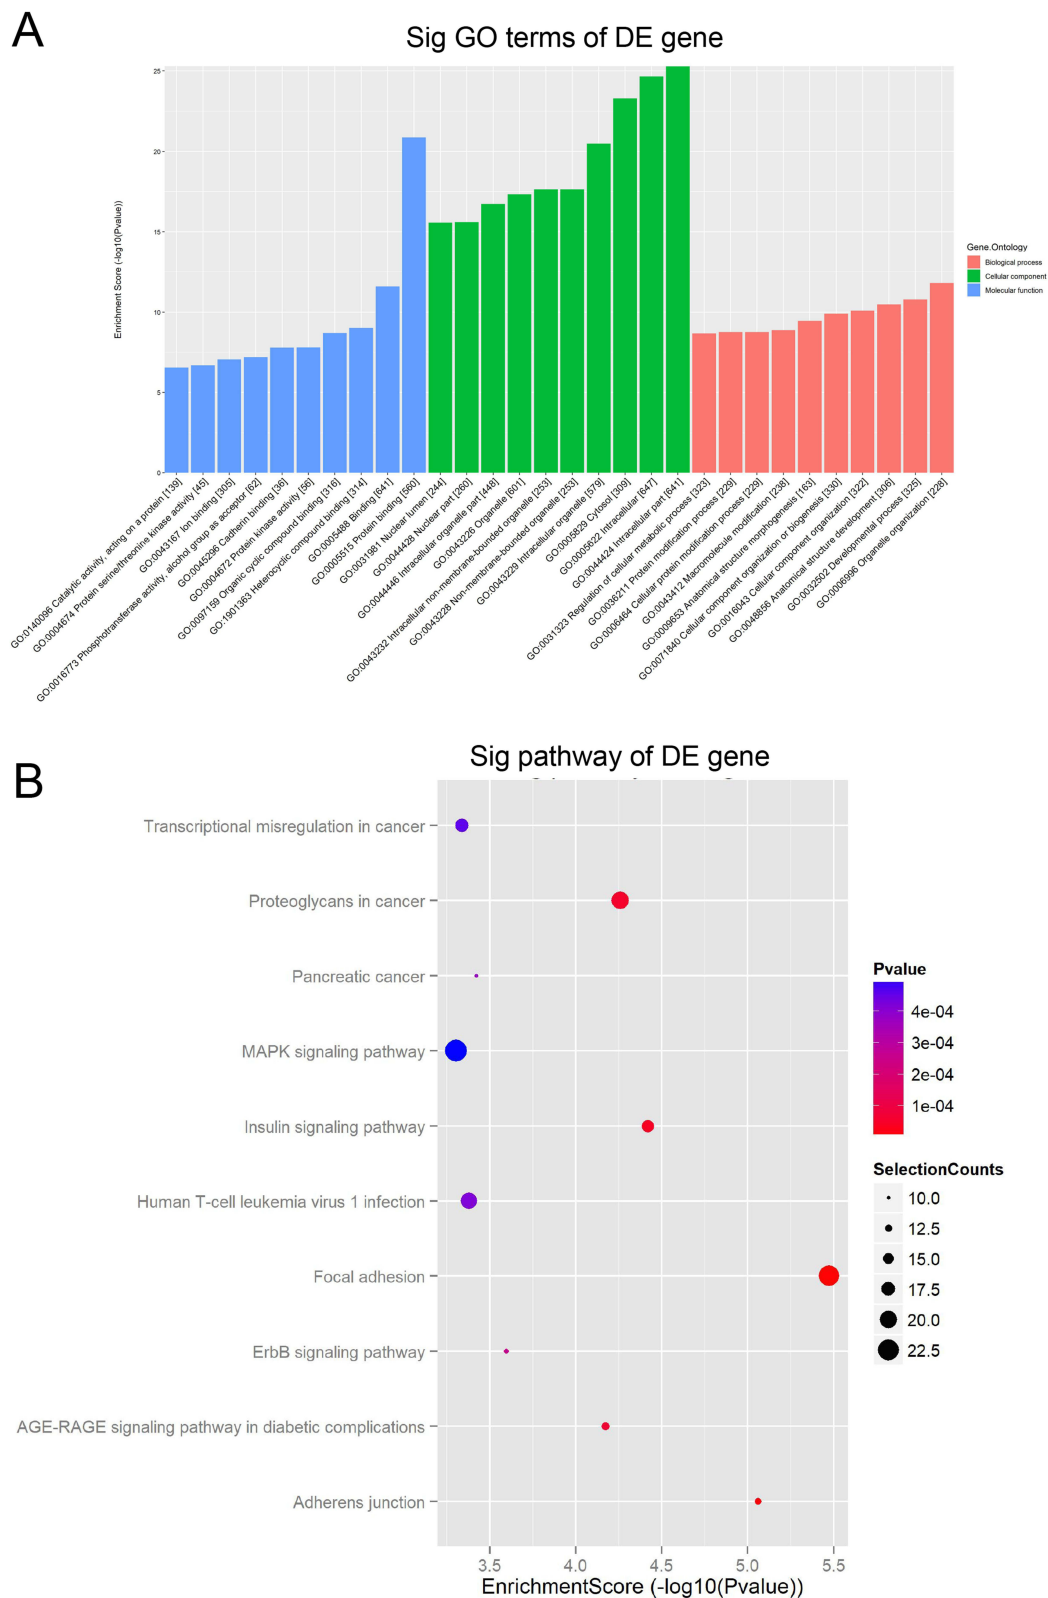 A
Sig GO terms of DE gene
Enrichment Score (-log10(Pvalue))
25
20
15
10
5
0
Gene.Ontology
Biological process
Cellular component
Molecular function
GO:0140096 Catalytic activity, acting on a protein [139]
GO:0004674 Protein serine/threonine kinase activity [45]
GO:0043167 Ion binding [305]
GO:0016773 Phosphotransferase activity, alcohol group as acceptor [62]
GO:0045296 Cadherin binding [36]
GO:0004672 Protein kinase activity [56]
GO:0097159 Organic cyclic compound binding [316]
GO:1901363 Heterocyclic compound binding [314]
GO:0005488 Binding [641]
GO:0005515 Protein binding [560]
GO:0031981 Nuclear lumen [244]
GO:0044428 Nuclear part [260]
GO:0044446 Intracellular organelle part [448]
GO:0043226 Organelle [601]
GO:0043232 Intracellular non-membrane-bounded organelle [253]
GO:0043228 Non-membrane-bounded organelle [253]
GO:0043229 Intracellular organelle [579]
GO:0005829 Cytosol [309]
GO:0005622 Intracellular [647]
GO:0044424 Intracellular part [641]
GO:0031323 Regulation of cellular metabolic process [323]
GO:0036211 Protein modification process [229]
GO:0006464 Cellular protein modification process [229]
GO:0043412 Macromolecule modification [238]
GO:0009653 Anatomical structure morphogenesis [163]
GO:0071840 Cellular component organization or biogenesis [330]
GO:0016043 Cellular component organization [322]
GO:0048856 Anatomical structure development [306]
GO:0032502 Developmental process [325]
GO:0006996 Organelle organization [228]
B
Sig pathway of DE gene
Transcriptional misregulation in cancer
Proteoglycans in cancer
Pancreatic cancer
MAPK signaling pathway
Insulin signaling pathway
Human T-cell leukemia virus 1 infection
Focal adhesion
ErbB signaling pathway
AGE-RAGE signaling pathway in diabetic complications
Adherens junction
3.5 4.0 4.5 5.0 5.5
EnrichmentScore (-log10(Pvalue))
Pvalue
4e-04
3e-04
2e-04
1e-04
SelectionCounts
10.0
12.5
15.0
17.5
20.0
22.5